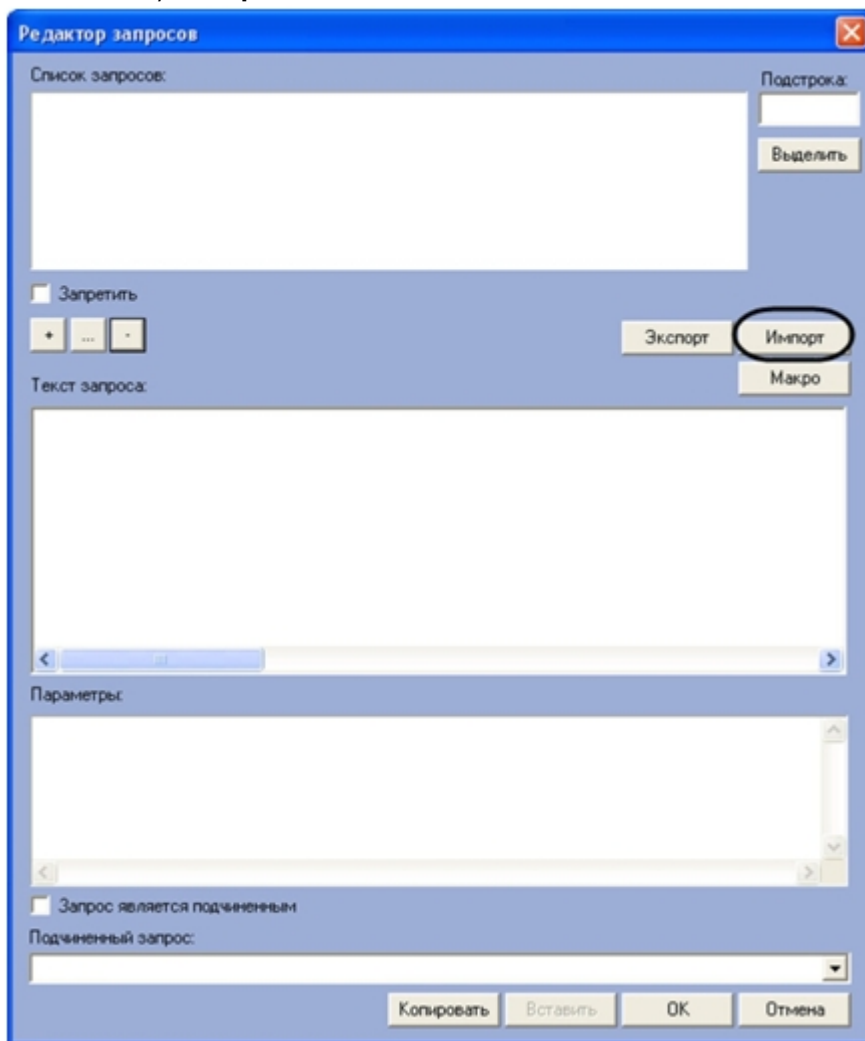 Редактор запросов
Список запросов:
Подстрока:
Выделить
Запретить
+ ... -
Экспорт Импорт
Макро
Текст запроса:
Параметры:
Запрос является подчиненным
Подчиненный запрос:
Копировать Вставить OK Отмена